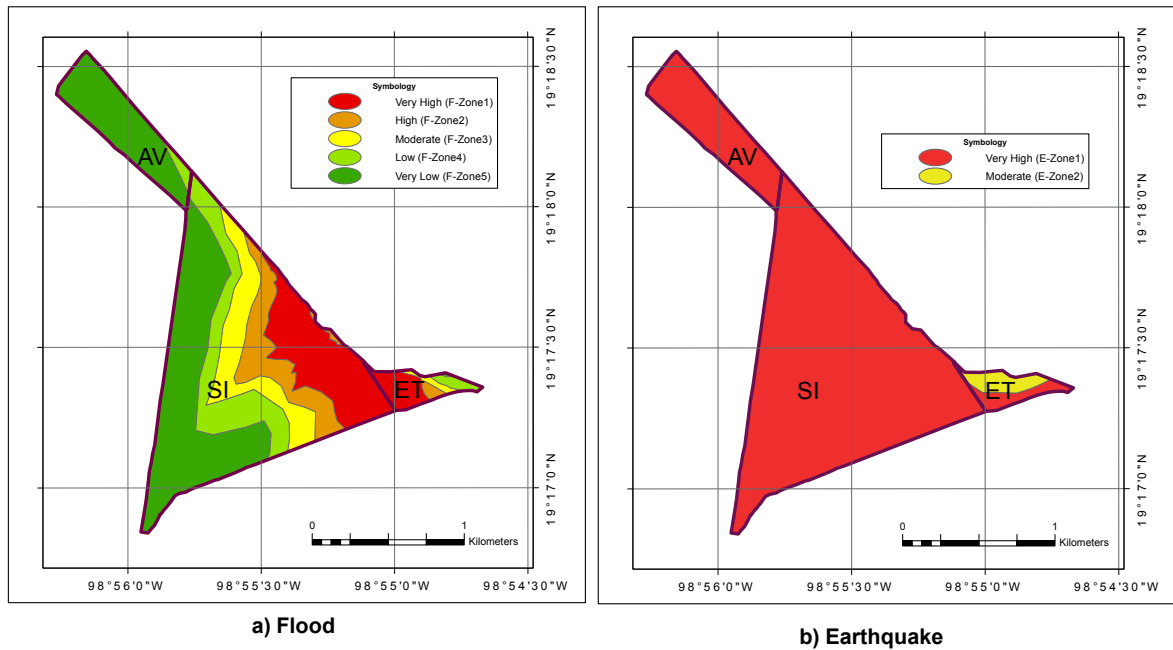 Symbology
Very High (F-Zone1)
High (F-Zone2)
Moderate (F-Zone3)
Low (F-Zone4)
Very Low (F-Zone5)
AV
SI
ET
19°18'30"N
19°18'0"N
19°17'30"N
19°17'0"N
0 1
Kilometers
98°56'0"W 98°55'30"W 98°55'0"W 98°54'30"W
a) Flood
Symbology
Very High (E-Zone1)
Moderate (E-Zone2)
AV
SI
ET
19°18'30"N
19°18'0"N
19°17'30"N
19°17'0"N
0 1
Kilometers
98°56'0"W 98°55'30"W 98°55'0"W 98°54'30"W
b) Earthquake